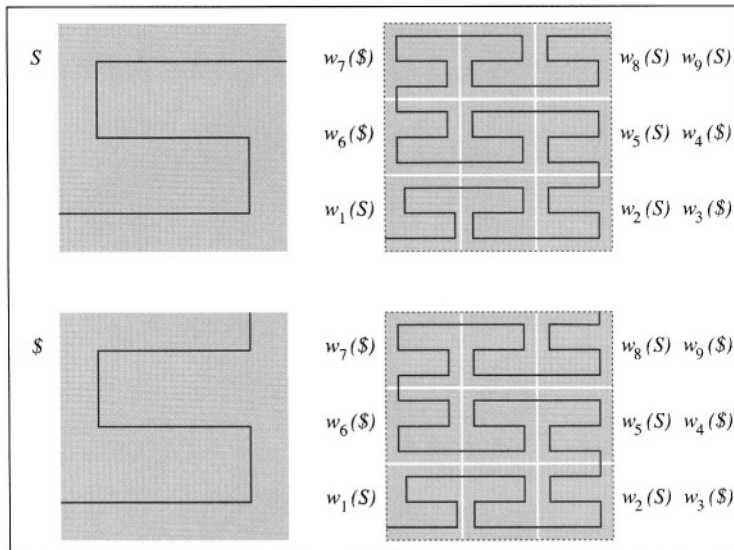 S w₇($) w₈(S) w₉(S)
w₆($) w₅(S) w₄($)
w₁(S) w₂(S) w₃($)
$ w₇($) w₈(S) w₉($)
w₆($) w₅(S) w₄($)
w₁(S) w₂(S) w₃($)